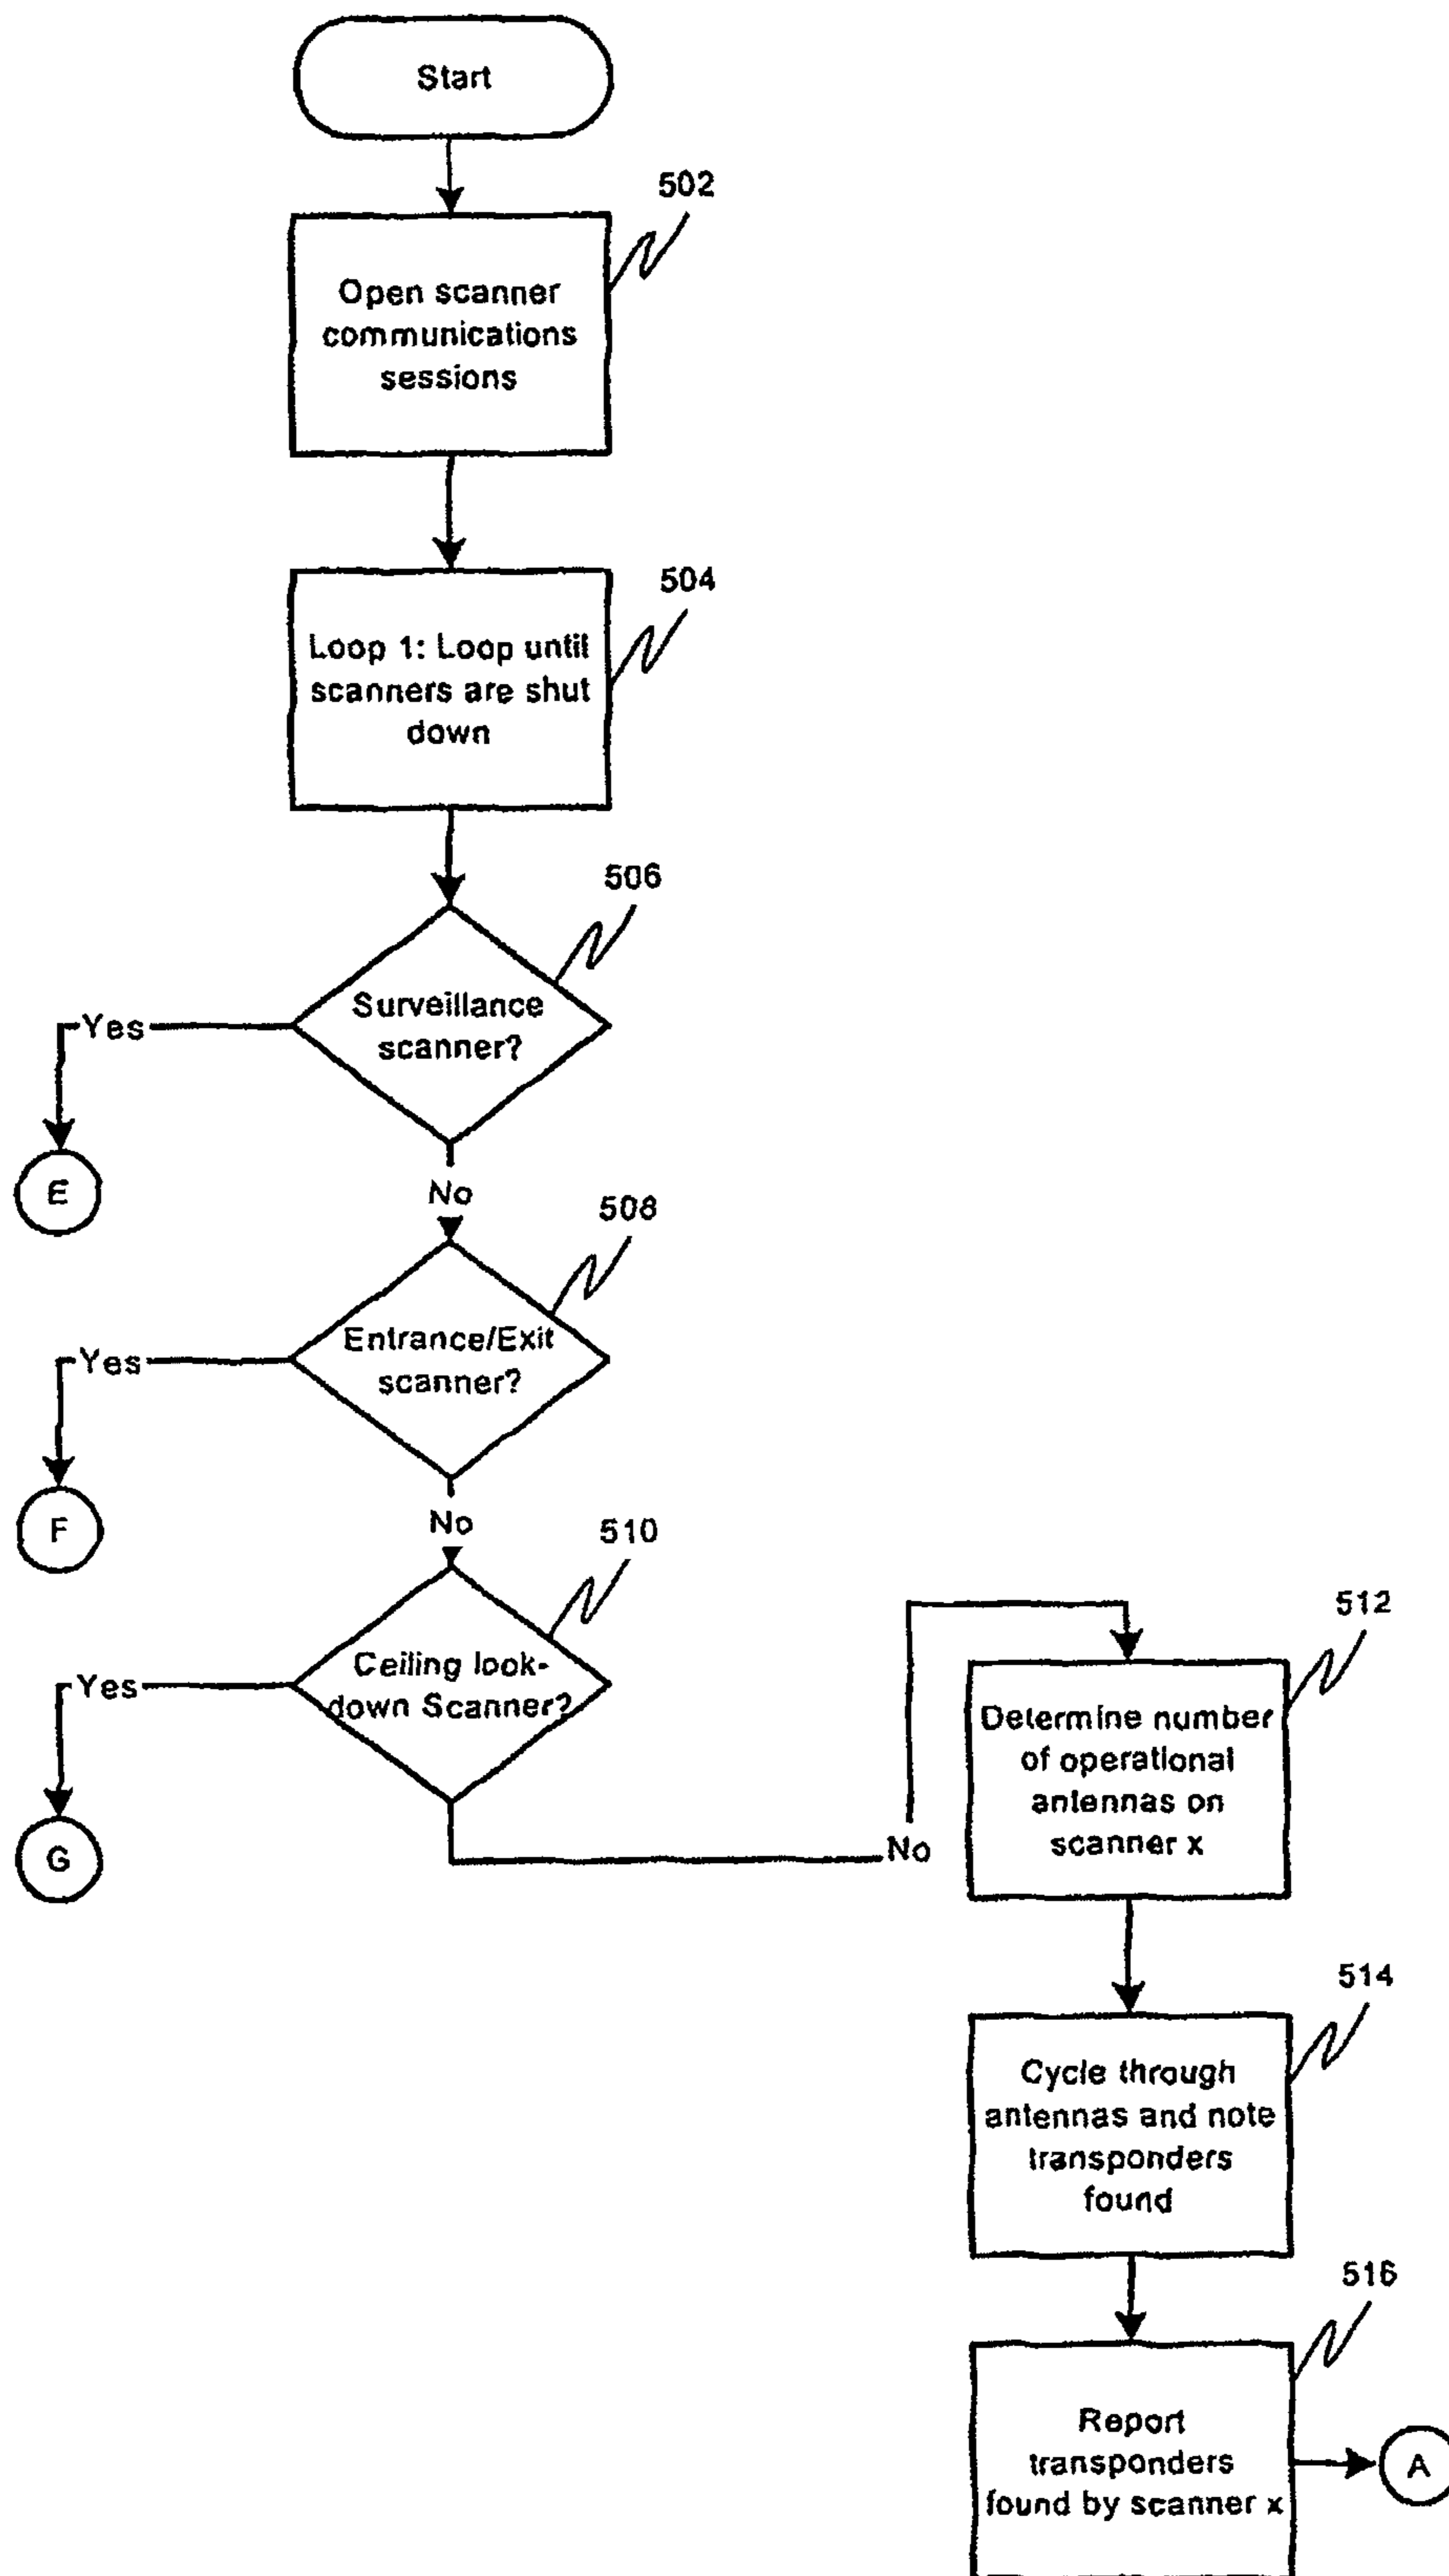 Start
502
Open scanner
communications
sessions
504
Loop 1: Loop until
scanners are shut
down
506
Surveillance
scanner?
Yes
E
No
508
Entrance/Exit
scanner?
Yes
F
No
510
Ceiling look-
down Scanner?
Yes
G
No
512
Determine number
of operational
antennas on
scanner x
514
Cycle through
antennas and note
transponders
found
516
Report
transponders
found by scanner x
A